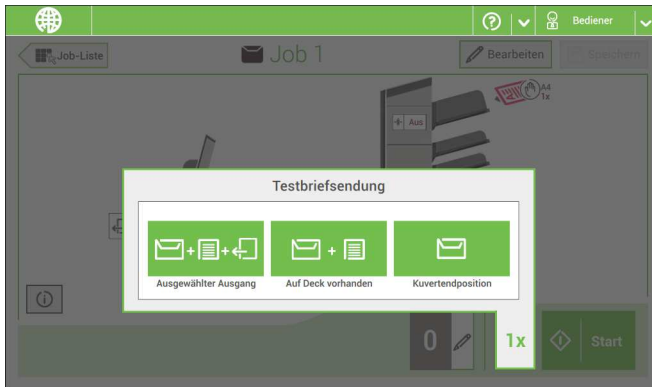 Bediener
Job-Liste
Job 1
Bearbeiten
Speichern
A4
1x
Aus
Testbriefsendung
Ausgewählter Ausgang
Auf Deck vorhanden
Kuvertendposition
0
1x
Start